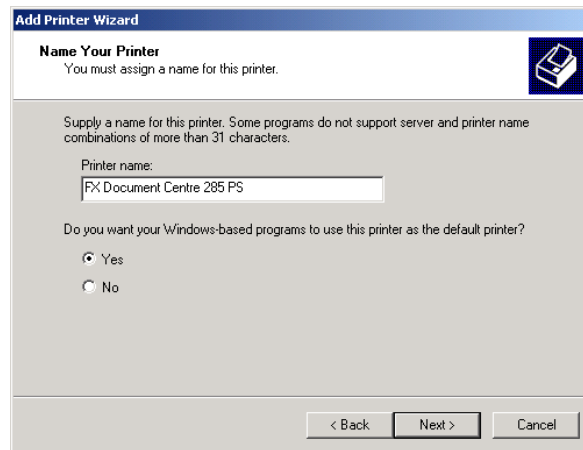 Add Printer Wizard
Name Your Printer
You must assign a name for this printer.
Supply a name for this printer. Some programs do not support server and printer name
combinations of more than 31 characters.
Printer name:
FX Document Centre 285 PS
Do you want your Windows-based programs to use this printer as the default printer?
Yes
No
< Back
Next >
Cancel